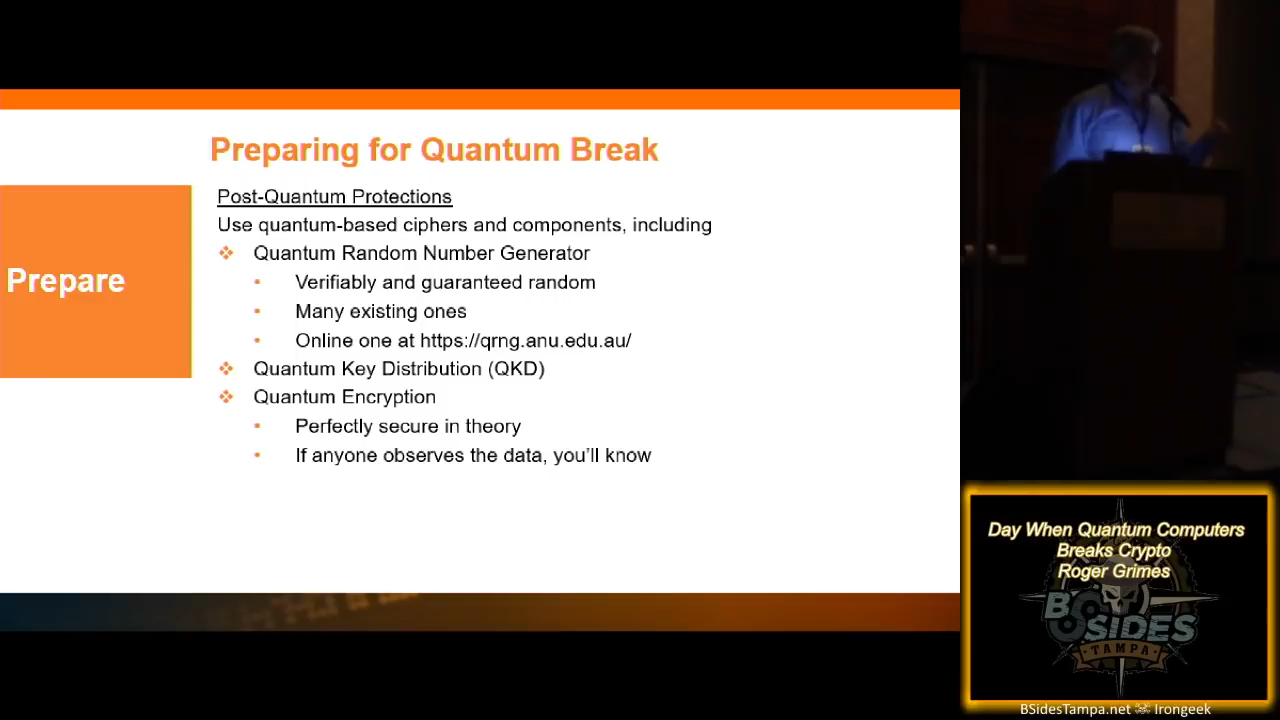 Preparing for Quantum Break
Prepare
Post-Quantum Protections
Use quantum-based ciphers and components, including
Quantum Random Number Generator
Verifiably and guaranteed random
Many existing ones
Online one at https://qrng.anu.edu.au/
Quantum Key Distribution (QKD)
Quantum Encryption
Perfectly secure in theory
If anyone observes the data, you'll know
Day When Quantum Computers
Breaks Crypto
Roger Grimes
BSIDES
TAMPA
BSidesTampa.net ☠ Irongeek